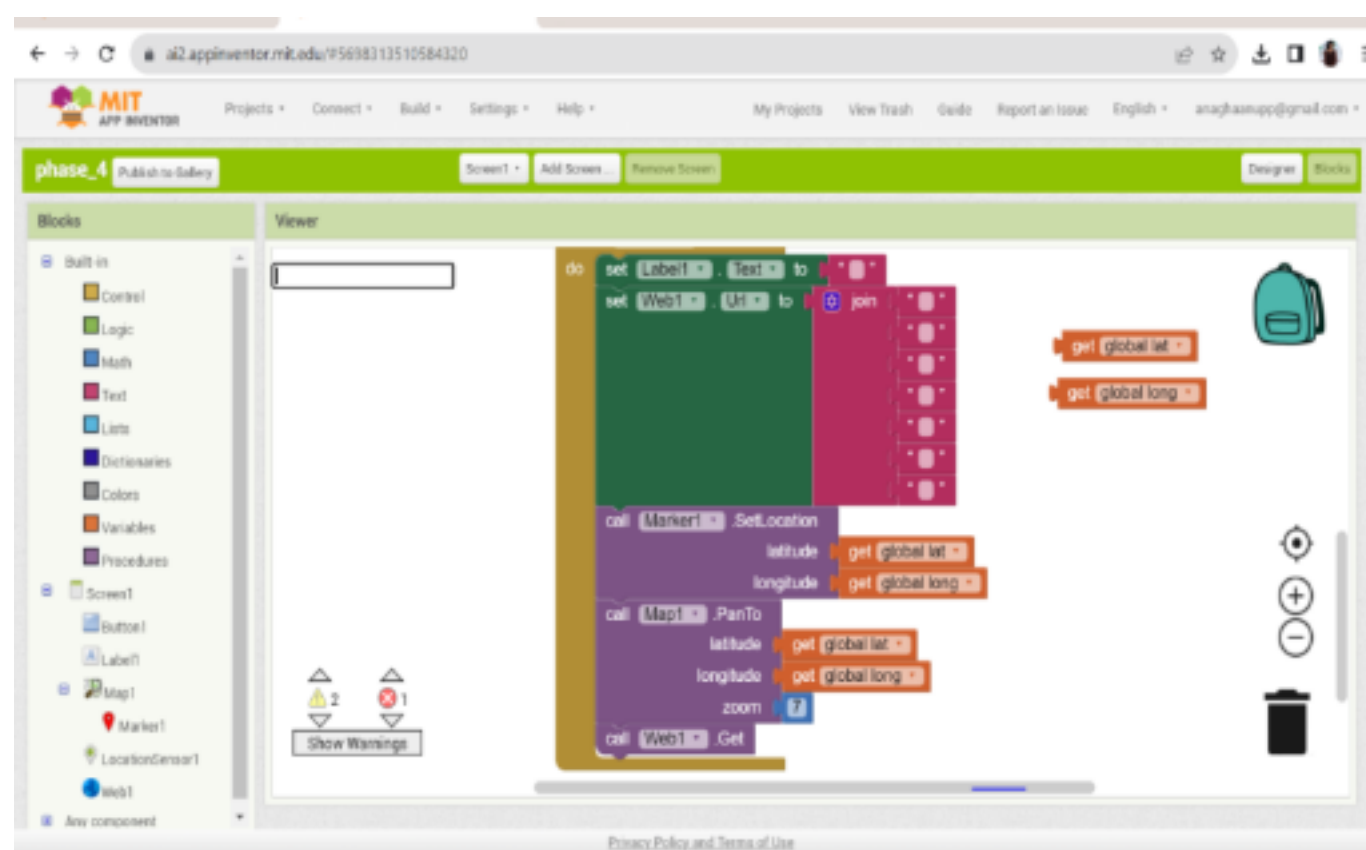 ai2.appinventor.mit.edu/#5698313510584320
MIT
APP INVENTOR
Projects Connect Build Settings Help My Projects View Trash Guide Report an Issue English anaghaanupp@gmail.com
phase_4 Publish to Gallery Screen1 Add Screen ... Remove Screen Designer Blocks
Blocks Viewer
Built-in
Control
Logic
Math
Text
Lists
Dictionaries
Colors
Variables
Procedures
Screen1
Button1
Label1
Map1
Marker1
LocationSensor1
Web1
Any component
do set Label1 . Text to " "
set Web1 . Url to join " "
" "
" "
" "
" "
" "
" "
get global lat
get global long
call Marker1 .SetLocation
latitude get global lat
longitude get global long
call Map1 .PanTo
latitude get global lat
longitude get global long
zoom 7
call Web1 .Get
2 1
Show Warnings
Privacy Policy and Terms of Use